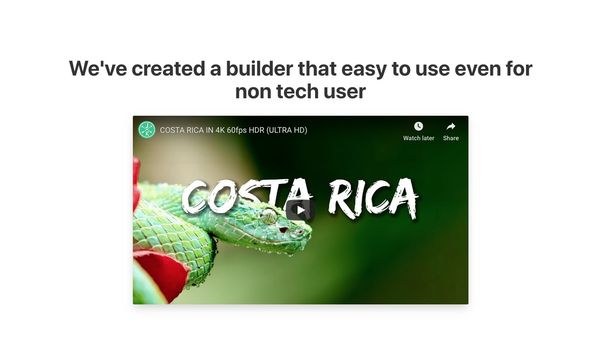 We've created a builder that easy to use even for
non tech user
COSTA RICA IN 4K 60fps HDR (ULTRA HD)
Watch later
Share
COSTA RICA